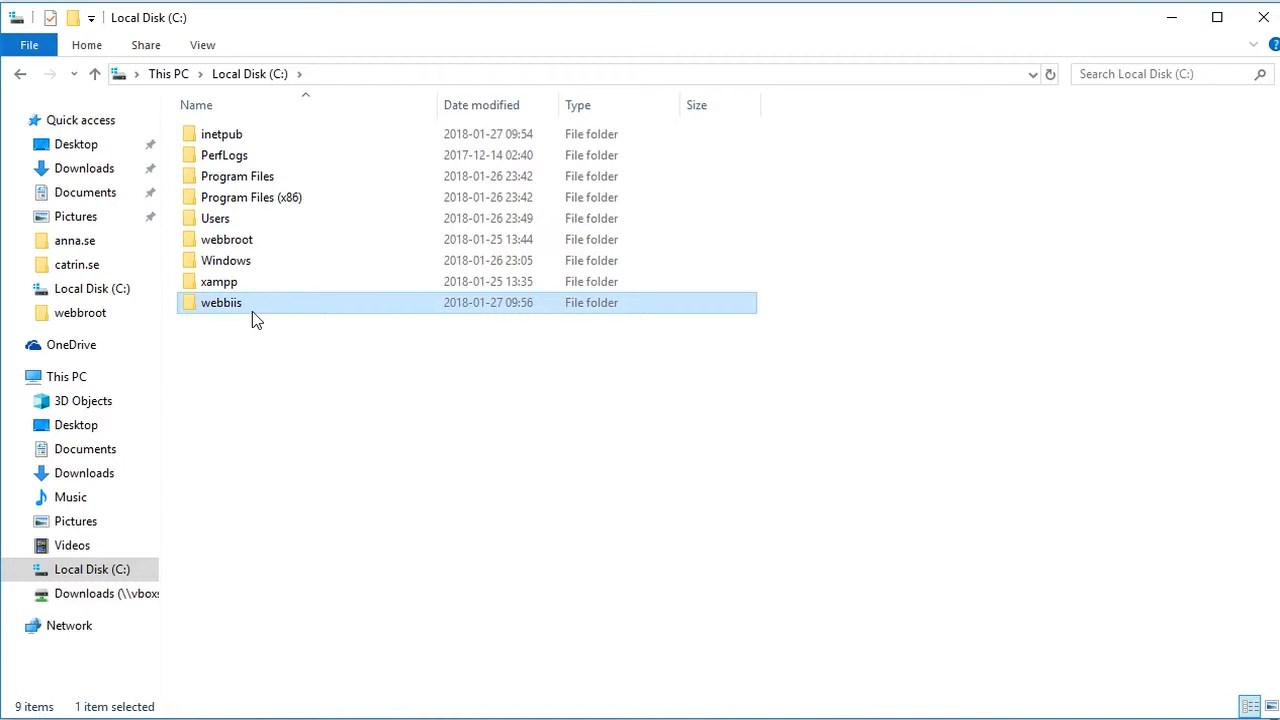 Local Disk (C:)
File Home Share View
This PC Local Disk (C:)
Search Local Disk (C:)
Quick access
Desktop
Downloads
Documents
Pictures
anna.se
catrin.se
Local Disk (C:)
webbroot
OneDrive
This PC
3D Objects
Desktop
Documents
Downloads
Music
Pictures
Videos
Local Disk (C:)
Downloads (\\vboxs
Network
Name Date modified Type Size
inetpub 2018-01-27 09:54 File folder
PerfLogs 2017-12-14 02:40 File folder
Program Files 2018-01-26 23:42 File folder
Program Files (x86) 2018-01-26 23:42 File folder
Users 2018-01-26 23:49 File folder
webbroot 2018-01-25 13:44 File folder
Windows 2018-01-26 23:05 File folder
xampp 2018-01-25 13:35 File folder
webbiis 2018-01-27 09:56 File folder
9 items 1 item selected